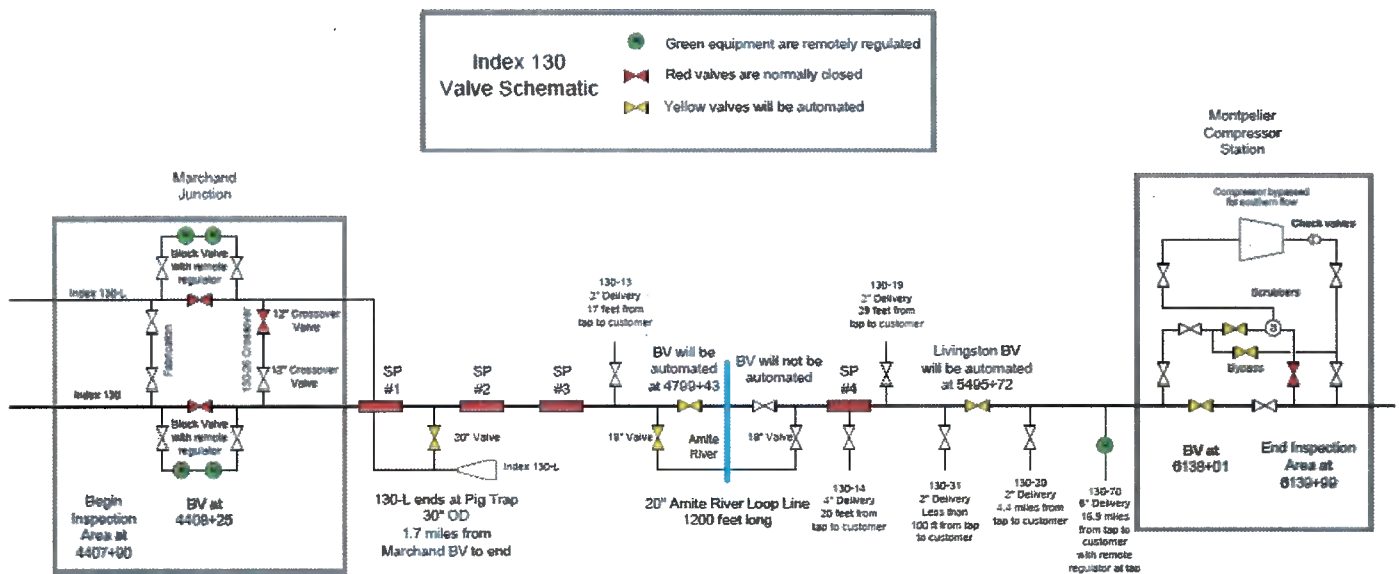 Index 130
Valve Schematic
Green equipment are remotely regulated
Red valves are normally closed
Yellow valves will be automated
Montpelier
Compressor
Station
Marchand
Junction
Compressor bypassed
for southern flow
Check valves
Block Valve
with remote
regulator
Index 130-L
12" Crossover
Valve
Fabrication
130-26 Crossover
Crossover
Valve
Index 130
Block Valve
with remote
regulator
Begin
Inspection
Area at
4407+90
BV at
4408+25
SP
#1
SP
#2
SP
#3
20" Valve
Index 130-L
130-L ends at Pig Trap
30" OD
1.7 miles from
Marchand BV to end
130-13
2" Delivery
17 feet from
tap to customer
BV will be
automated
at 4799+43
BV will not be
automated
18" Valve
Amite
River
18" Valve
20" Amite River Loop Line
1200 feet long
SP
#4
130-19
2" Delivery
29 feet from
tap to customer
130-14
4" Delivery
20 feet from
tap to customer
Livingston BV
will be automated
at 5495+72
130-31
2" Delivery
Less than
100 ft from tap
to customer
130-20
2" Delivery
4.4 miles from
tap to customer
130-70
6" Delivery
16.9 miles
from tap to
customer
with remote
regulator at tap
Scrubbers
Bypass
BV at
6138+01
End Inspection
Area at
6139+99